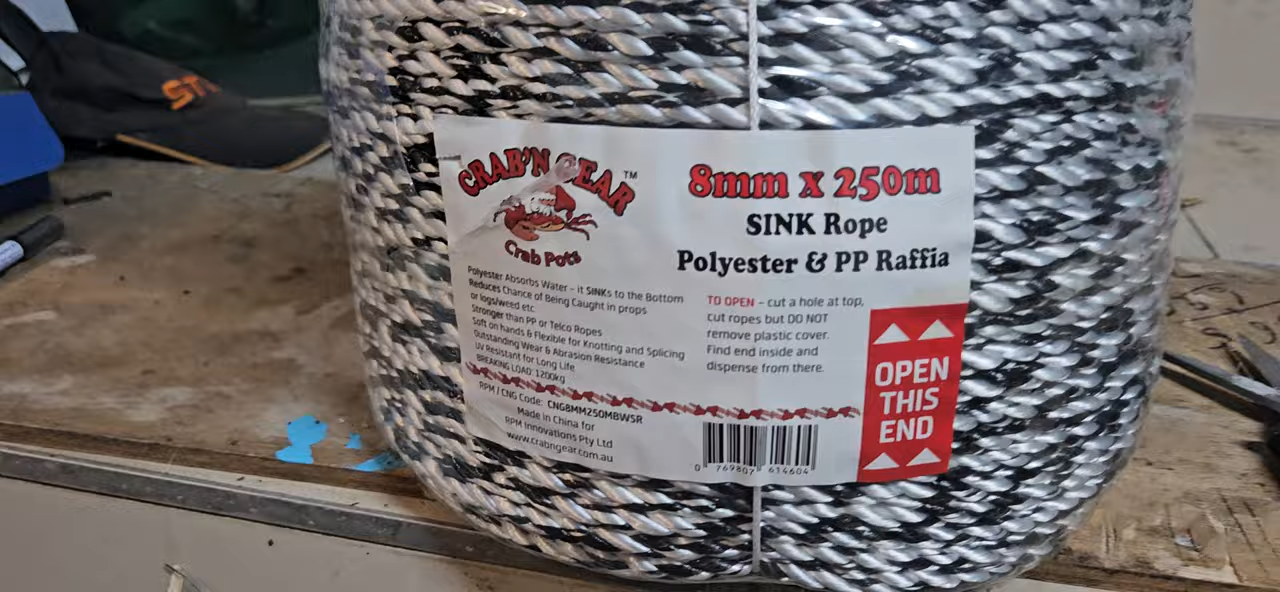 ST
CRAB'N GEAR™
Crab Pots
8mm x 250m
SINK Rope
Polyester & PP Raffia
Polyester Absorbs Water – it SINKs to the Bottom
Reduces Chance of Being Caught in props
or logs/weed etc.
Stronger than PP or Telco Ropes
Soft on hands & Flexible for Knotting and Splicing
Outstanding Wear & Abrasion Resistance
UV Resistant for Long Life
BREAKING LOAD: 1200kg
RPM / CNG Code: CNG8MM250MBWSR
Made in China for
RPM Innovations Pty Ltd
www.crabngear.com.au
TO OPEN – cut a hole at top,
cut ropes but DO NOT
remove plastic cover.
Find end inside and
dispense from there.
OPEN
THIS
END
0 769807 614604